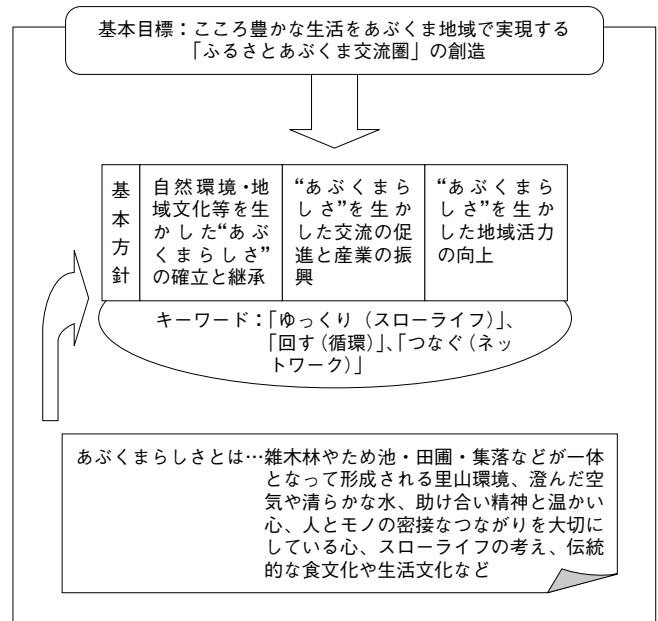 基本目標：こころ豊かな生活をあぶくま地域で実現する
「ふるさとあぶくま交流圏」の創造
基本方針
自然環境・地
域文化等を生
かした“あぶ
くまらしさ”
の確立と継承
“あぶくまら
しさ”を生か
した交流の促
進と産業の振
興
“あぶくまら
しさ”を生か
した地域活力
の向上
キーワード：「ゆっくり（スローライフ）」、
「回す（循環）」、「つなぐ（ネッ
トワーク）」
あぶくまらしさとは…雑木林やため池・田圃・集落などが一体
となって形成される里山環境、澄んだ空
気や清らかな水、助け合い精神と温かい
心、人とモノの密接なつながりを大切に
している心、スローライフの考え、伝統
的な食文化や生活文化など